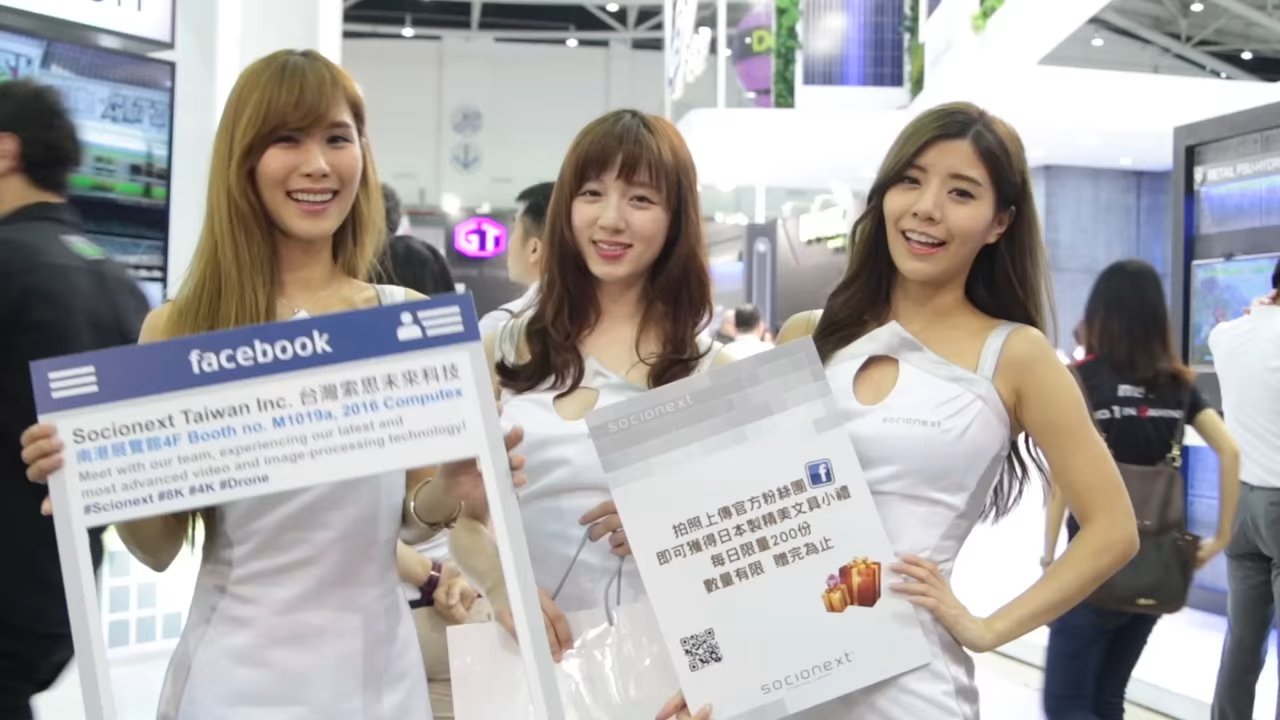 facebook
Socionext Taiwan Inc. 台灣索思未來科技
南港展覽館4F Booth no. M1019a, 2016 Computex
Meet with our team, experiencing our latest and
most advanced video and image-processing technology!
#Scionext #8K #4K #Drone
socionext
拍照上傳官方粉絲團 f
即可獲得日本製精美文具小禮
每日限量200份
數量有限 贈完為止
socionext
socionext
GT
RETAIL